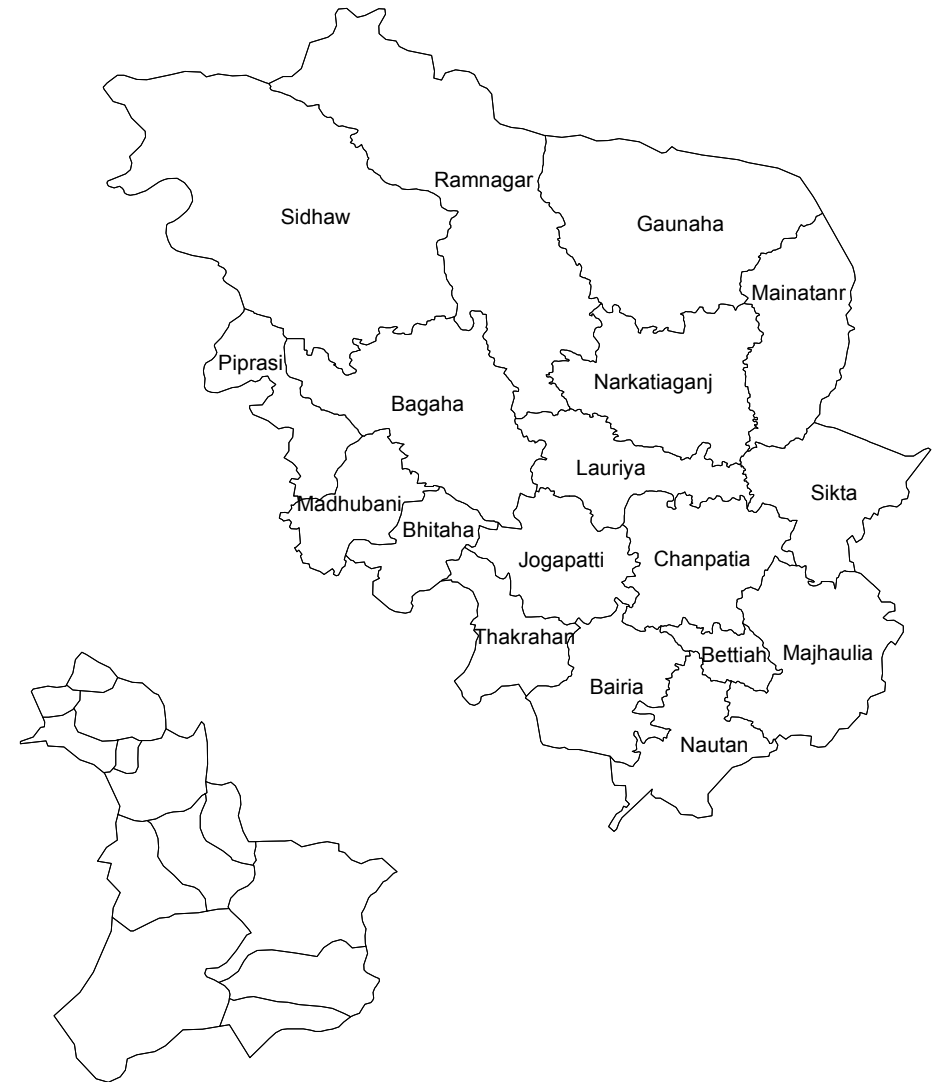 Ramnagar
Sidhaw
Gaunaha
Mainatanr
Piprasi
Narkatiaganj
Bagaha
Lauriya
Sikta
Madhubani
Bhitaha
Jogapatti
Chanpatia
Thakrahan
Bettiah
Majhaulia
Bairia
Nautan